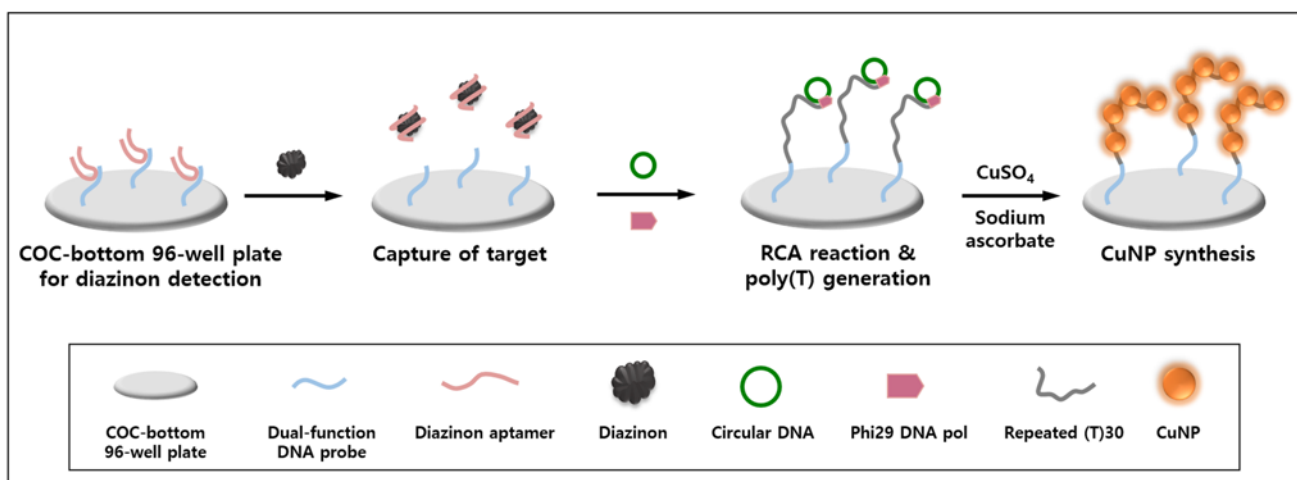 CuSO₄
Sodium
ascorbate
COC-bottom 96-well plate
for diazinon detection
Capture of target
RCA reaction &
poly(T) generation
CuNP synthesis
COC-bottom
96-well plate
Dual-function
DNA probe
Diazinon aptamer
Diazinon
Circular DNA
Phi29 DNA pol
Repeated (T)30
CuNP